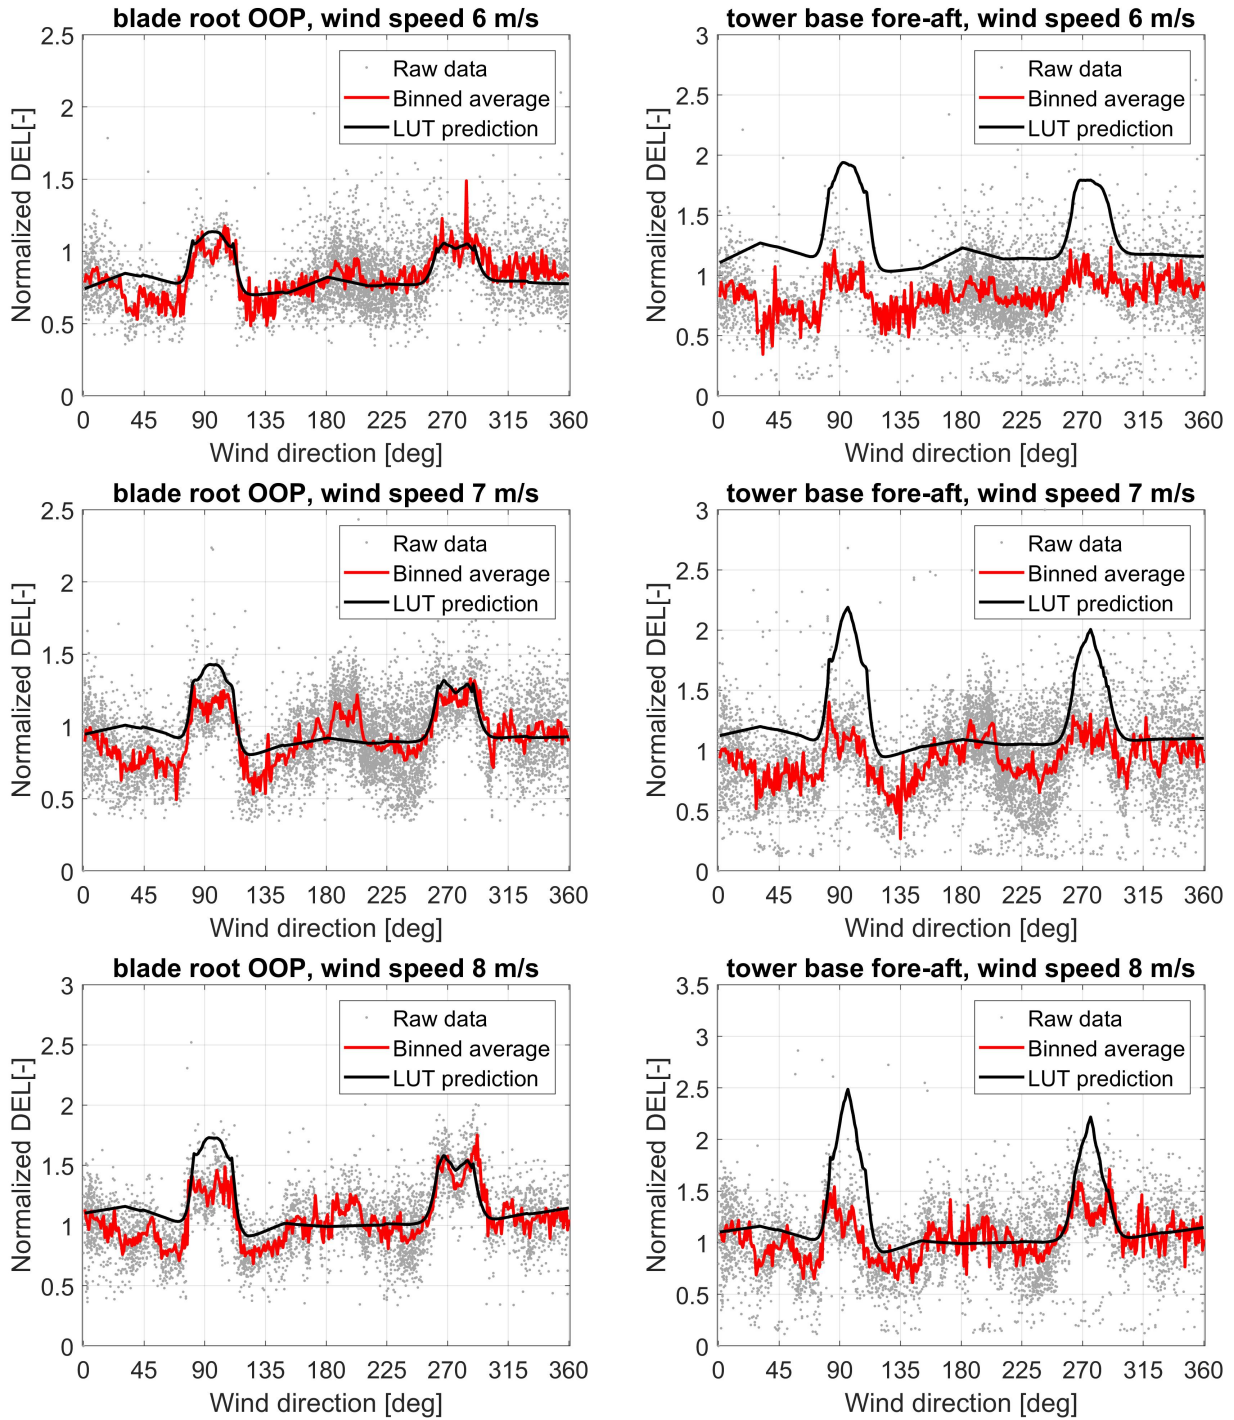 blade root OOP, wind speed 6 m/s
2.5
2
1.5
1
0.5
0
Normalized DEL[-]
Raw data
Binned average
LUT prediction
0 45 90 135 180 225 270 315 360
Wind direction [deg]
tower base fore-aft, wind speed 6 m/s
3
2.5
2
1.5
1
0.5
0
Normalized DEL[-]
Raw data
Binned average
LUT prediction
0 45 90 135 180 225 270 315 360
Wind direction [deg]
blade root OOP, wind speed 7 m/s
2.5
2
1.5
1
0.5
0
Normalized DEL[-]
Raw data
Binned average
LUT prediction
0 45 90 135 180 225 270 315 360
Wind direction [deg]
tower base fore-aft, wind speed 7 m/s
3
2.5
2
1.5
1
0.5
0
Normalized DEL[-]
Raw data
Binned average
LUT prediction
0 45 90 135 180 225 270 315 360
Wind direction [deg]
blade root OOP, wind speed 8 m/s
3
2.5
2
1.5
1
0.5
0
Normalized DEL[-]
Raw data
Binned average
LUT prediction
0 45 90 135 180 225 270 315 360
Wind direction [deg]
tower base fore-aft, wind speed 8 m/s
3.5
3
2.5
2
1.5
1
0.5
0
Normalized DEL[-]
Raw data
Binned average
LUT prediction
0 45 90 135 180 225 270 315 360
Wind direction [deg]